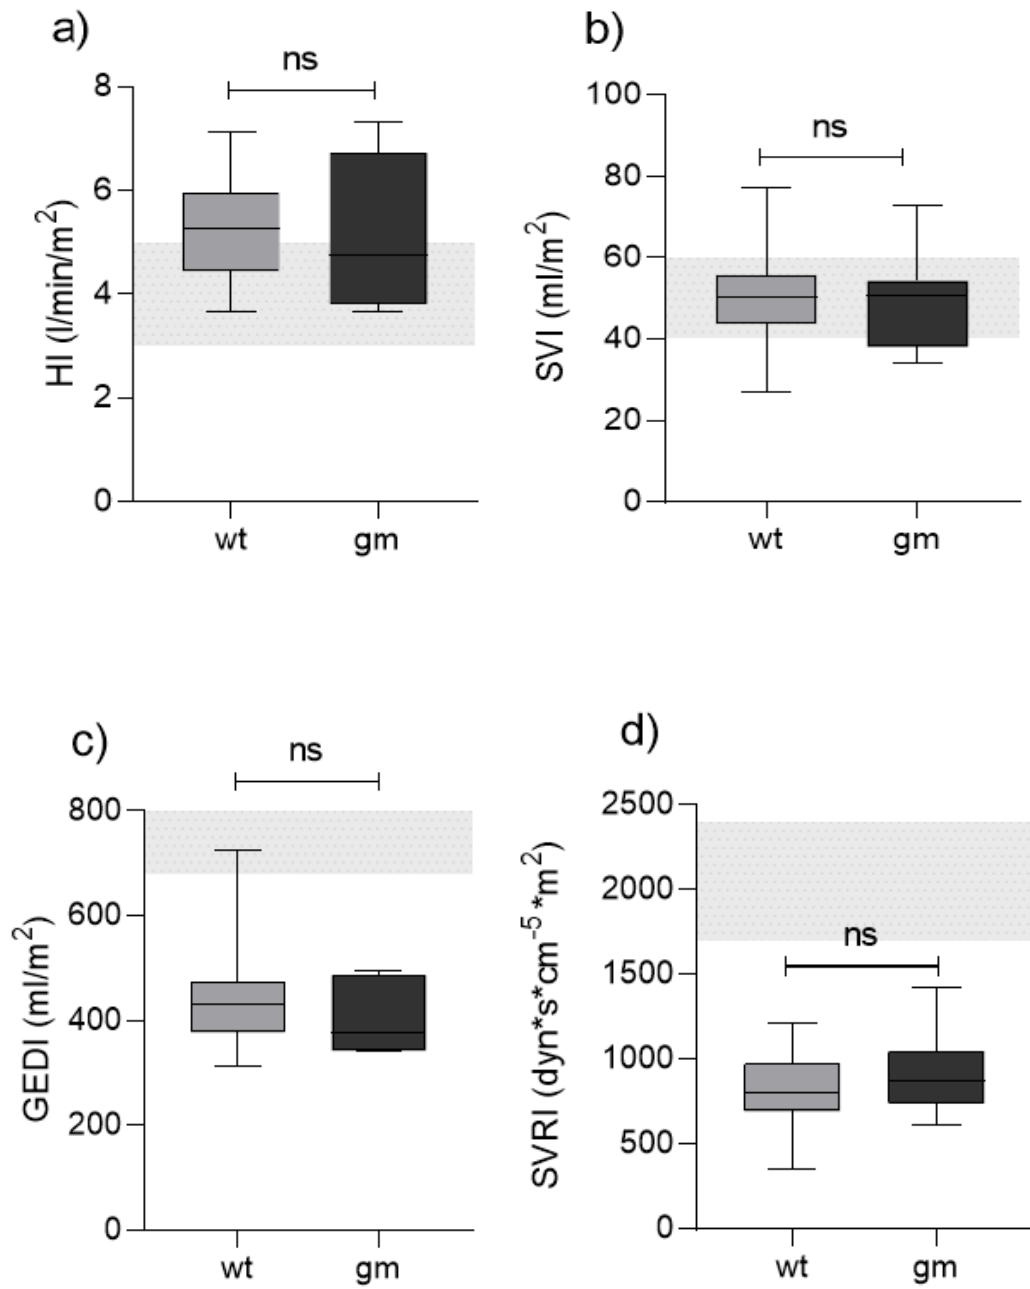 a)
ns
8
6
4
2
0
HI (l/min/m²)
wt gm
b)
ns
100
80
60
40
20
0
SVI (ml/m²)
wt gm
c)
ns
800
600
400
200
0
GEDI (ml/m²)
wt gm
d)
2500
2000
ns
1500
1000
500
0
SVRI (dyn*s*cm⁻⁵*m²)
wt gm